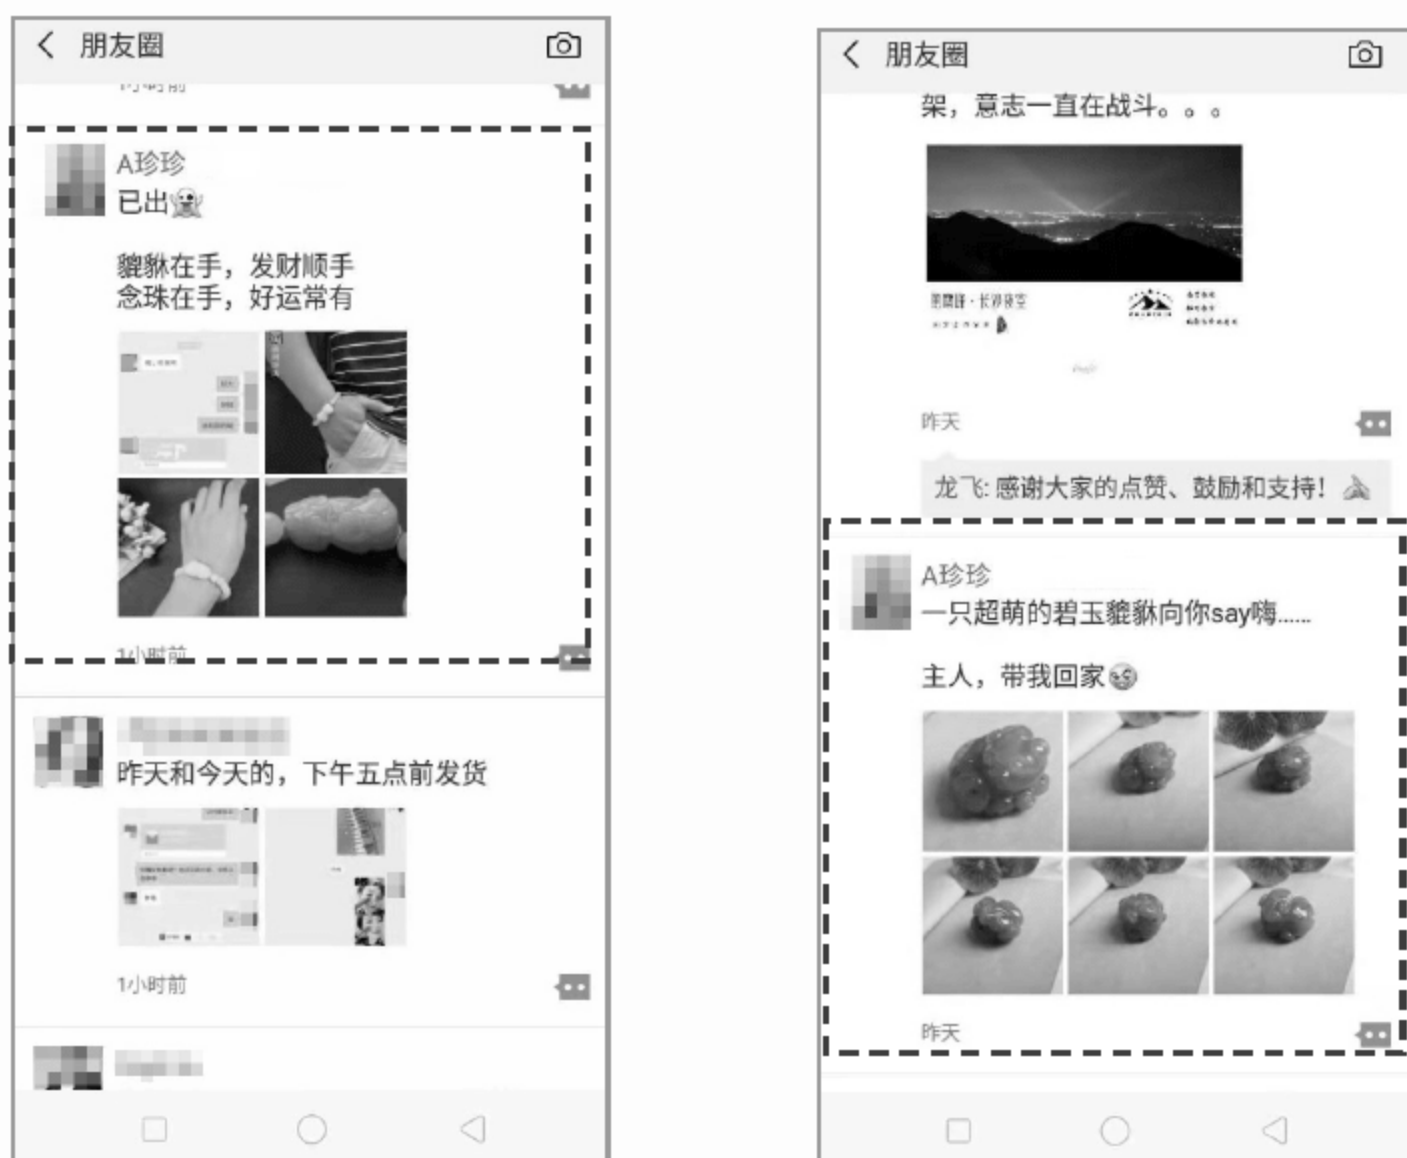 朋友圈
A珍珍
已出
貔貅在手，发财顺手
念珠在手，好运常有
1小时前
昨天和今天的，下午五点前发货
1小时前
朋友圈
架，意志一直在战斗。。。
昨天
龙飞: 感谢大家的点赞、鼓励和支持！
A珍珍
一只超萌的碧玉貔貅向你say嗨......
主人，带我回家
昨天